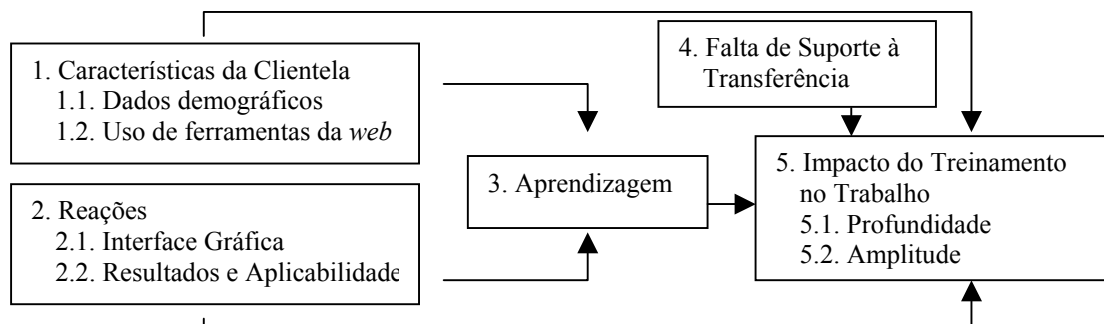 1. Características da Clientela
1.1. Dados demográficos
1.2. Uso de ferramentas da web
2. Reações
2.1. Interface Gráfica
2.2. Resultados e Aplicabilidade
3. Aprendizagem
4. Falta de Suporte à
Transferência
5. Impacto do Treinamento
no Trabalho
5.1. Profundidade
5.2. Amplitude